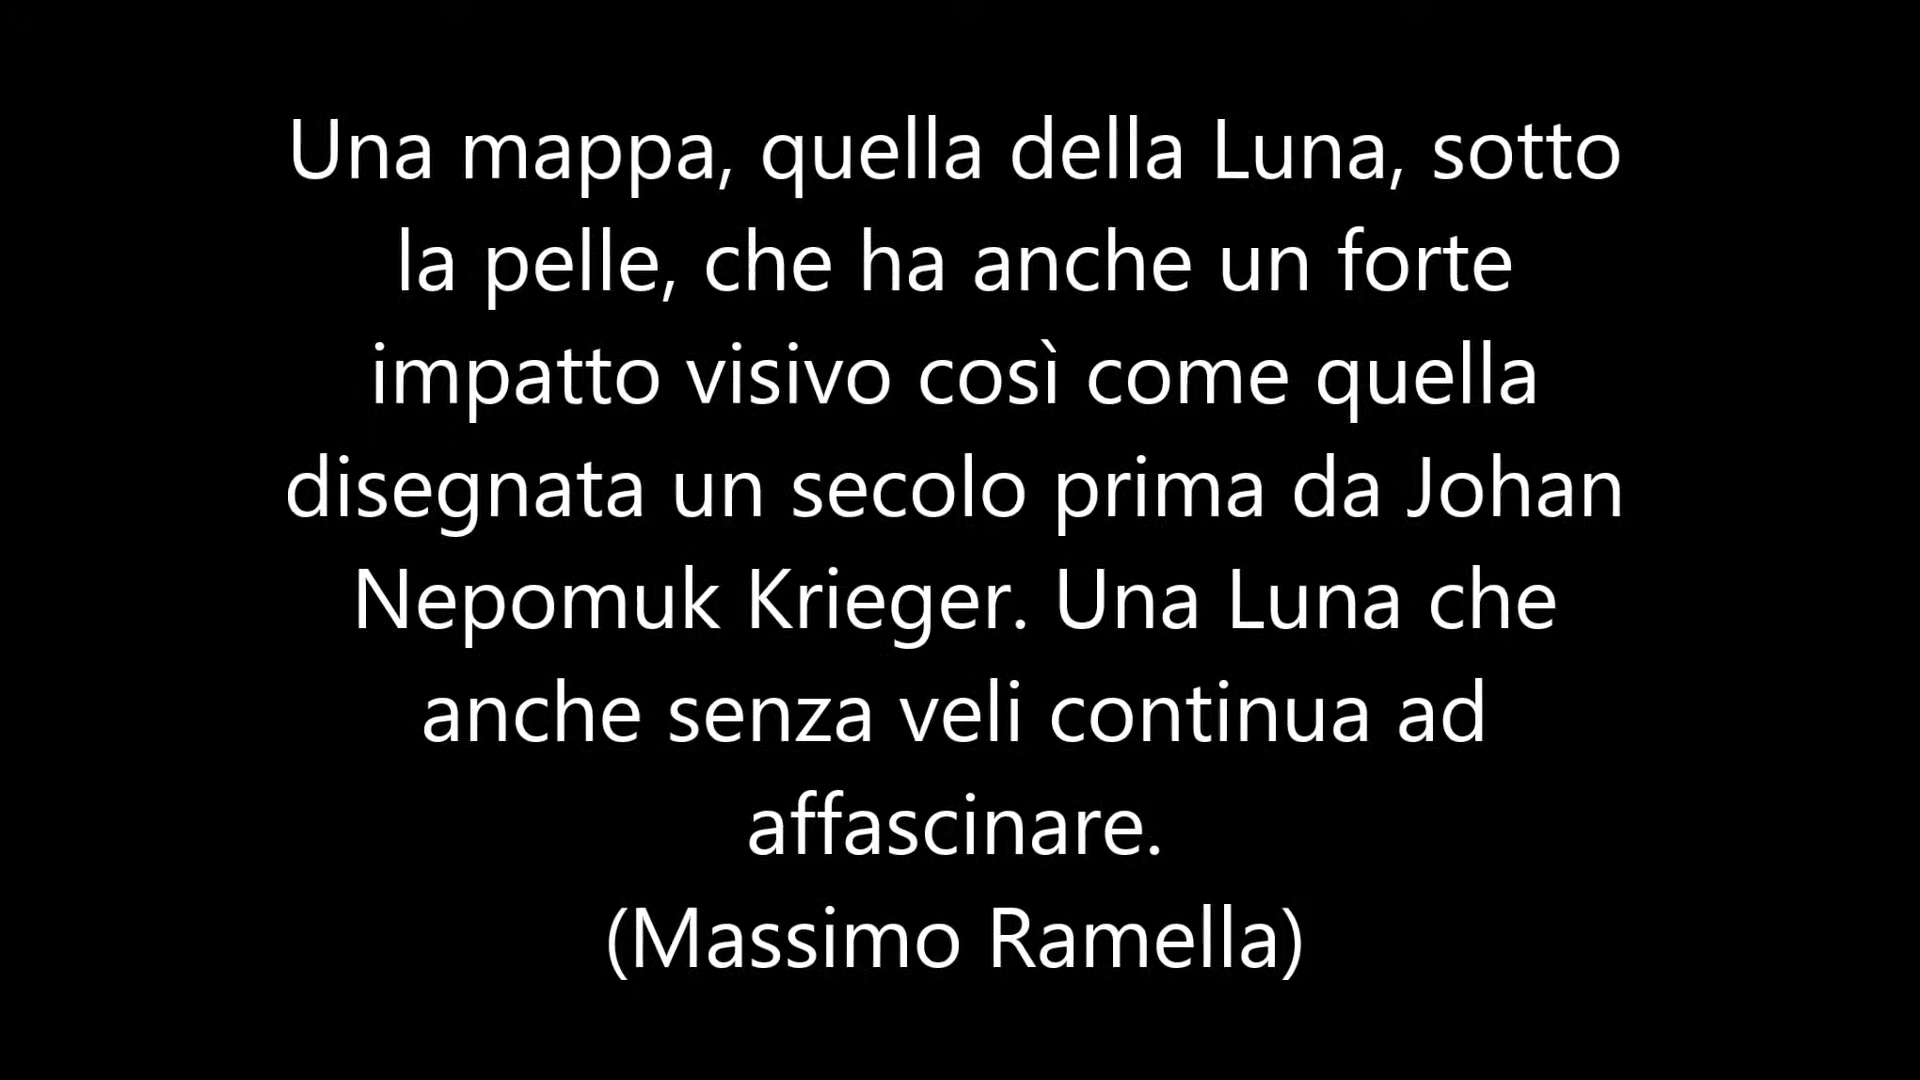 Una mappa, quella della Luna, sotto
la pelle, che ha anche un forte
impatto visivo così come quella
disegnata un secolo prima da Johan
Nepomuk Krieger. Una Luna che
anche senza veli continua ad
affascinare.
(Massimo Ramella)